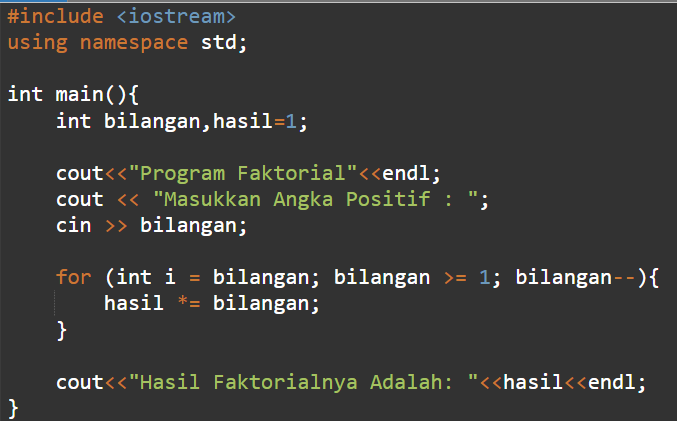 #include <iostream>
using namespace std;
int main(){
int bilangan,hasil=1;
cout<<"Program Faktorial"<<endl;
cout << "Masukkan Angka Positif : ";
cin >> bilangan;
for (int i = bilangan; bilangan >= 1; bilangan--){
hasil *= bilangan;
}
cout<<"Hasil Faktorialnya Adalah: "<<hasil<<endl;
}